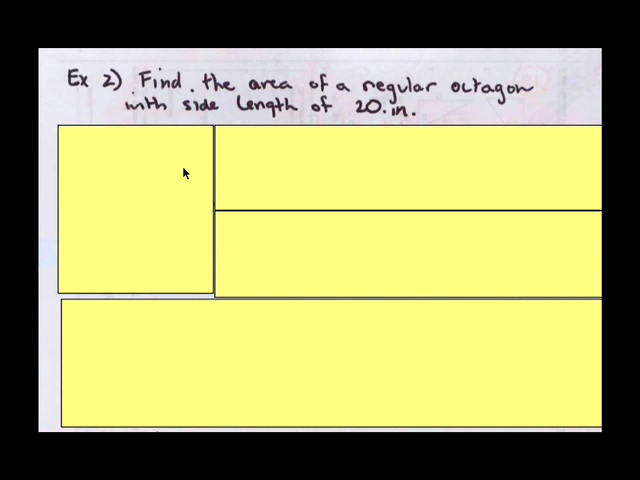 Ex 2) Find the area of a regular octagon
with side length of 20 in.